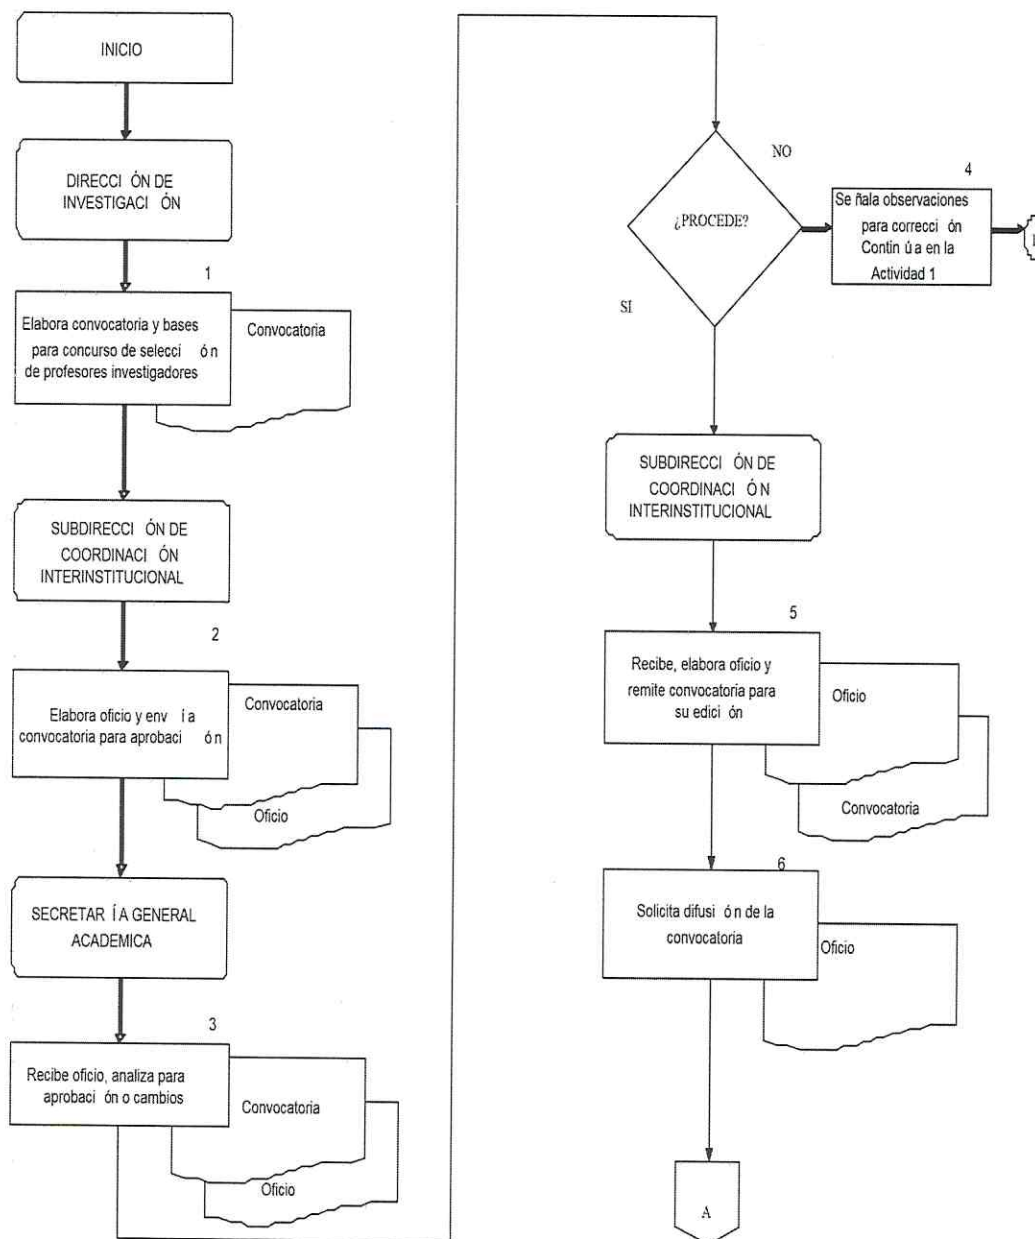 INICIO
DIRECCI ÓN DE
INVESTIGACI ÓN
1
Elabora convocatoria y bases
para concurso de selecci ó n
de profesores investigadores
Convocatoria
SUBDIRECCI ÓN DE
COORDINACI ÓN
INTERINSTITUCIONAL
2
Elabora oficio y env í a
convocatoria para aprobaci ón
Convocatoria
Oficio
SECRETAR ÍA GENERAL
ACADEMICA
3
Recibe oficio, analiza para
aprobaci ón o cambios
Convocatoria
Oficio
¿PROCEDE?
NO
4
Se ñala observaciones
para correcci ón
Contin úa en la
Actividad 1
SI
SUBDIRECCI ÓN DE
COORDINACI ÓN
INTERINSTITUCIONAL
5
Recibe, elabora oficio y
remite convocatoria para
su edici ón
Oficio
Convocatoria
6
Solicita difusi ó n de la
convocatoria
Oficio
A